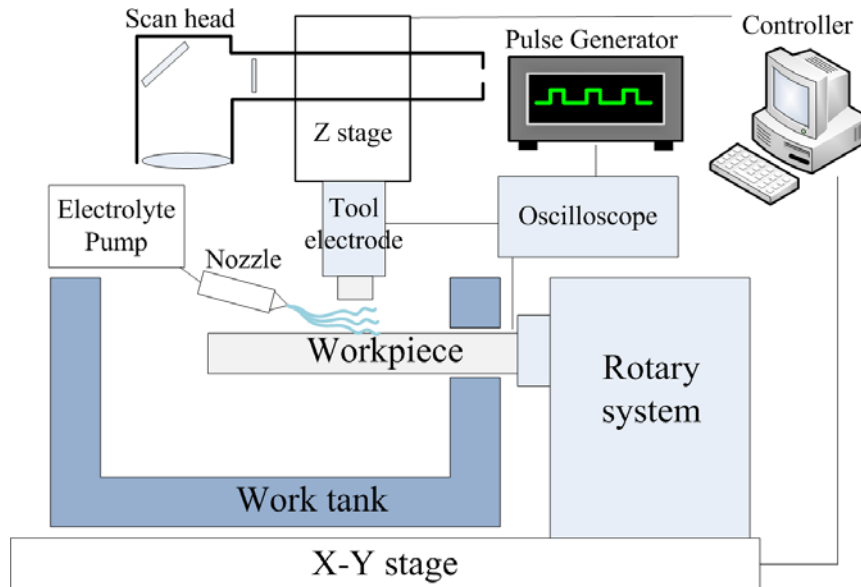 Scan head
Pulse Generator
Controller
Z stage
Electrolyte
Pump
Tool
electrode
Oscilloscope
Nozzle
Workpiece
Rotary
system
Work tank
X-Y stage